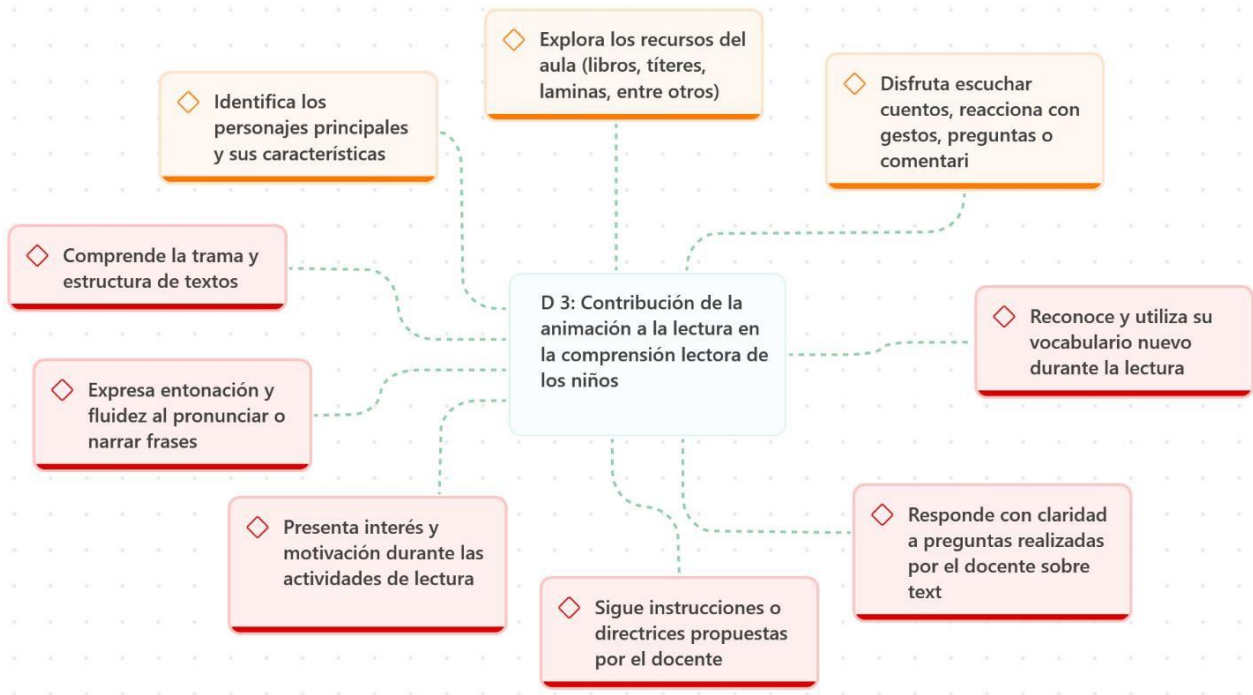 Explora los recursos del
aula (libros, títeres,
laminas, entre otros)
Identifica los
personajes principales
y sus características
Disfruta escuchar
cuentos, reacciona con
gestos, preguntas o
comentari
Comprende la trama y
estructura de textos
D 3: Contribución de la
animación a la lectura en
la comprensión lectora de
los niños
Reconoce y utiliza su
vocabulario nuevo
durante la lectura
Expresa entonación y
fluidez al pronunciar o
narrar frases
Presenta interés y
motivación durante las
actividades de lectura
Responde con claridad
a preguntas realizadas
por el docente sobre
text
Sigue instrucciones o
directrices propuestas
por el docente